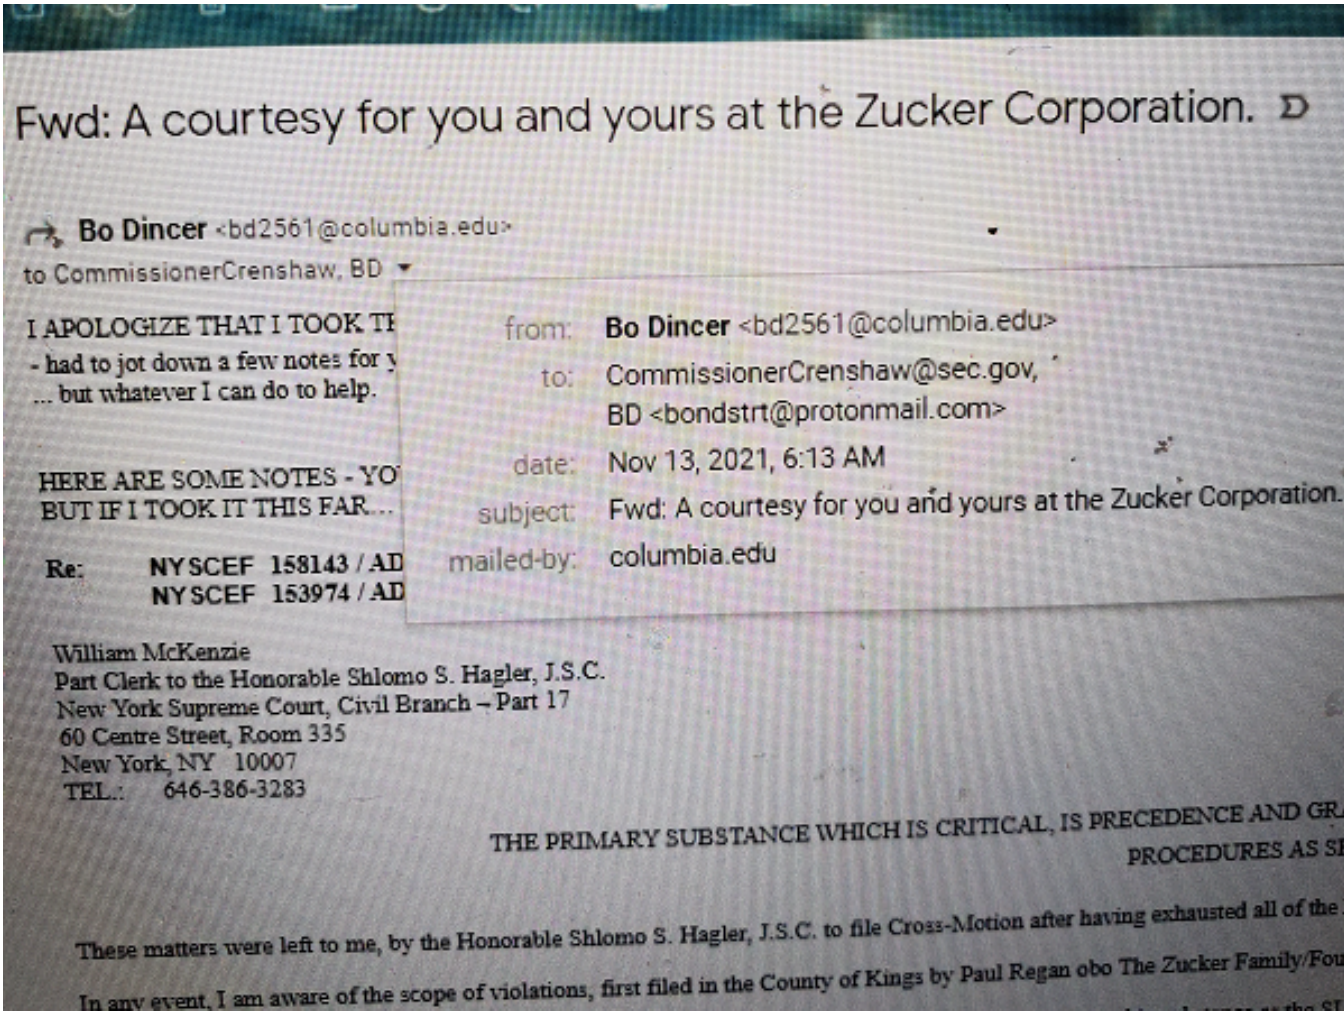 Fwd: A courtesy for you and yours at the Zucker Corporation.
Bo Dincer <bd2561@columbia.edu>
to CommissionerCrenshaw, BD
I APOLOGIZE THAT I TOOK
- had to jot down a few notes for
... but whatever I can do to help.
from: Bo Dincer <bd2561@columbia.edu>
to: CommissionerCrenshaw@sec.gov,
BD <bondstrt@protonmail.com>
date: Nov 13, 2021, 6:13 AM
subject: Fwd: A courtesy for you and yours at the Zucker Corporation.
mailed-by: columbia.edu
HERE ARE SOME NOTES -
BUT IF I TOOK IT THIS FAR...
Re: NYSCEF 158143 / AD
NYSCEF 153974 / AD
William McKenzie
Part Clerk to the Honorable Shlomo S. Hagler, J.S.C.
New York Supreme Court, Civil Branch – Part 17
60 Centre Street, Room 335
New York, NY 10007
TEL.: 646-386-3283
THE PRIMARY SUBSTANCE WHICH IS CRITICAL, IS PRECEDENCE AND
PROCEDURES AS
These matters were left to me, by the Honorable Shlomo S. Hagler, J.S.C. to file Cross-Motion after having exhausted all of the
In any event, I am aware of the scope of violations, first filed in the County of Kings by Paul Regan obo The Zucker Family/